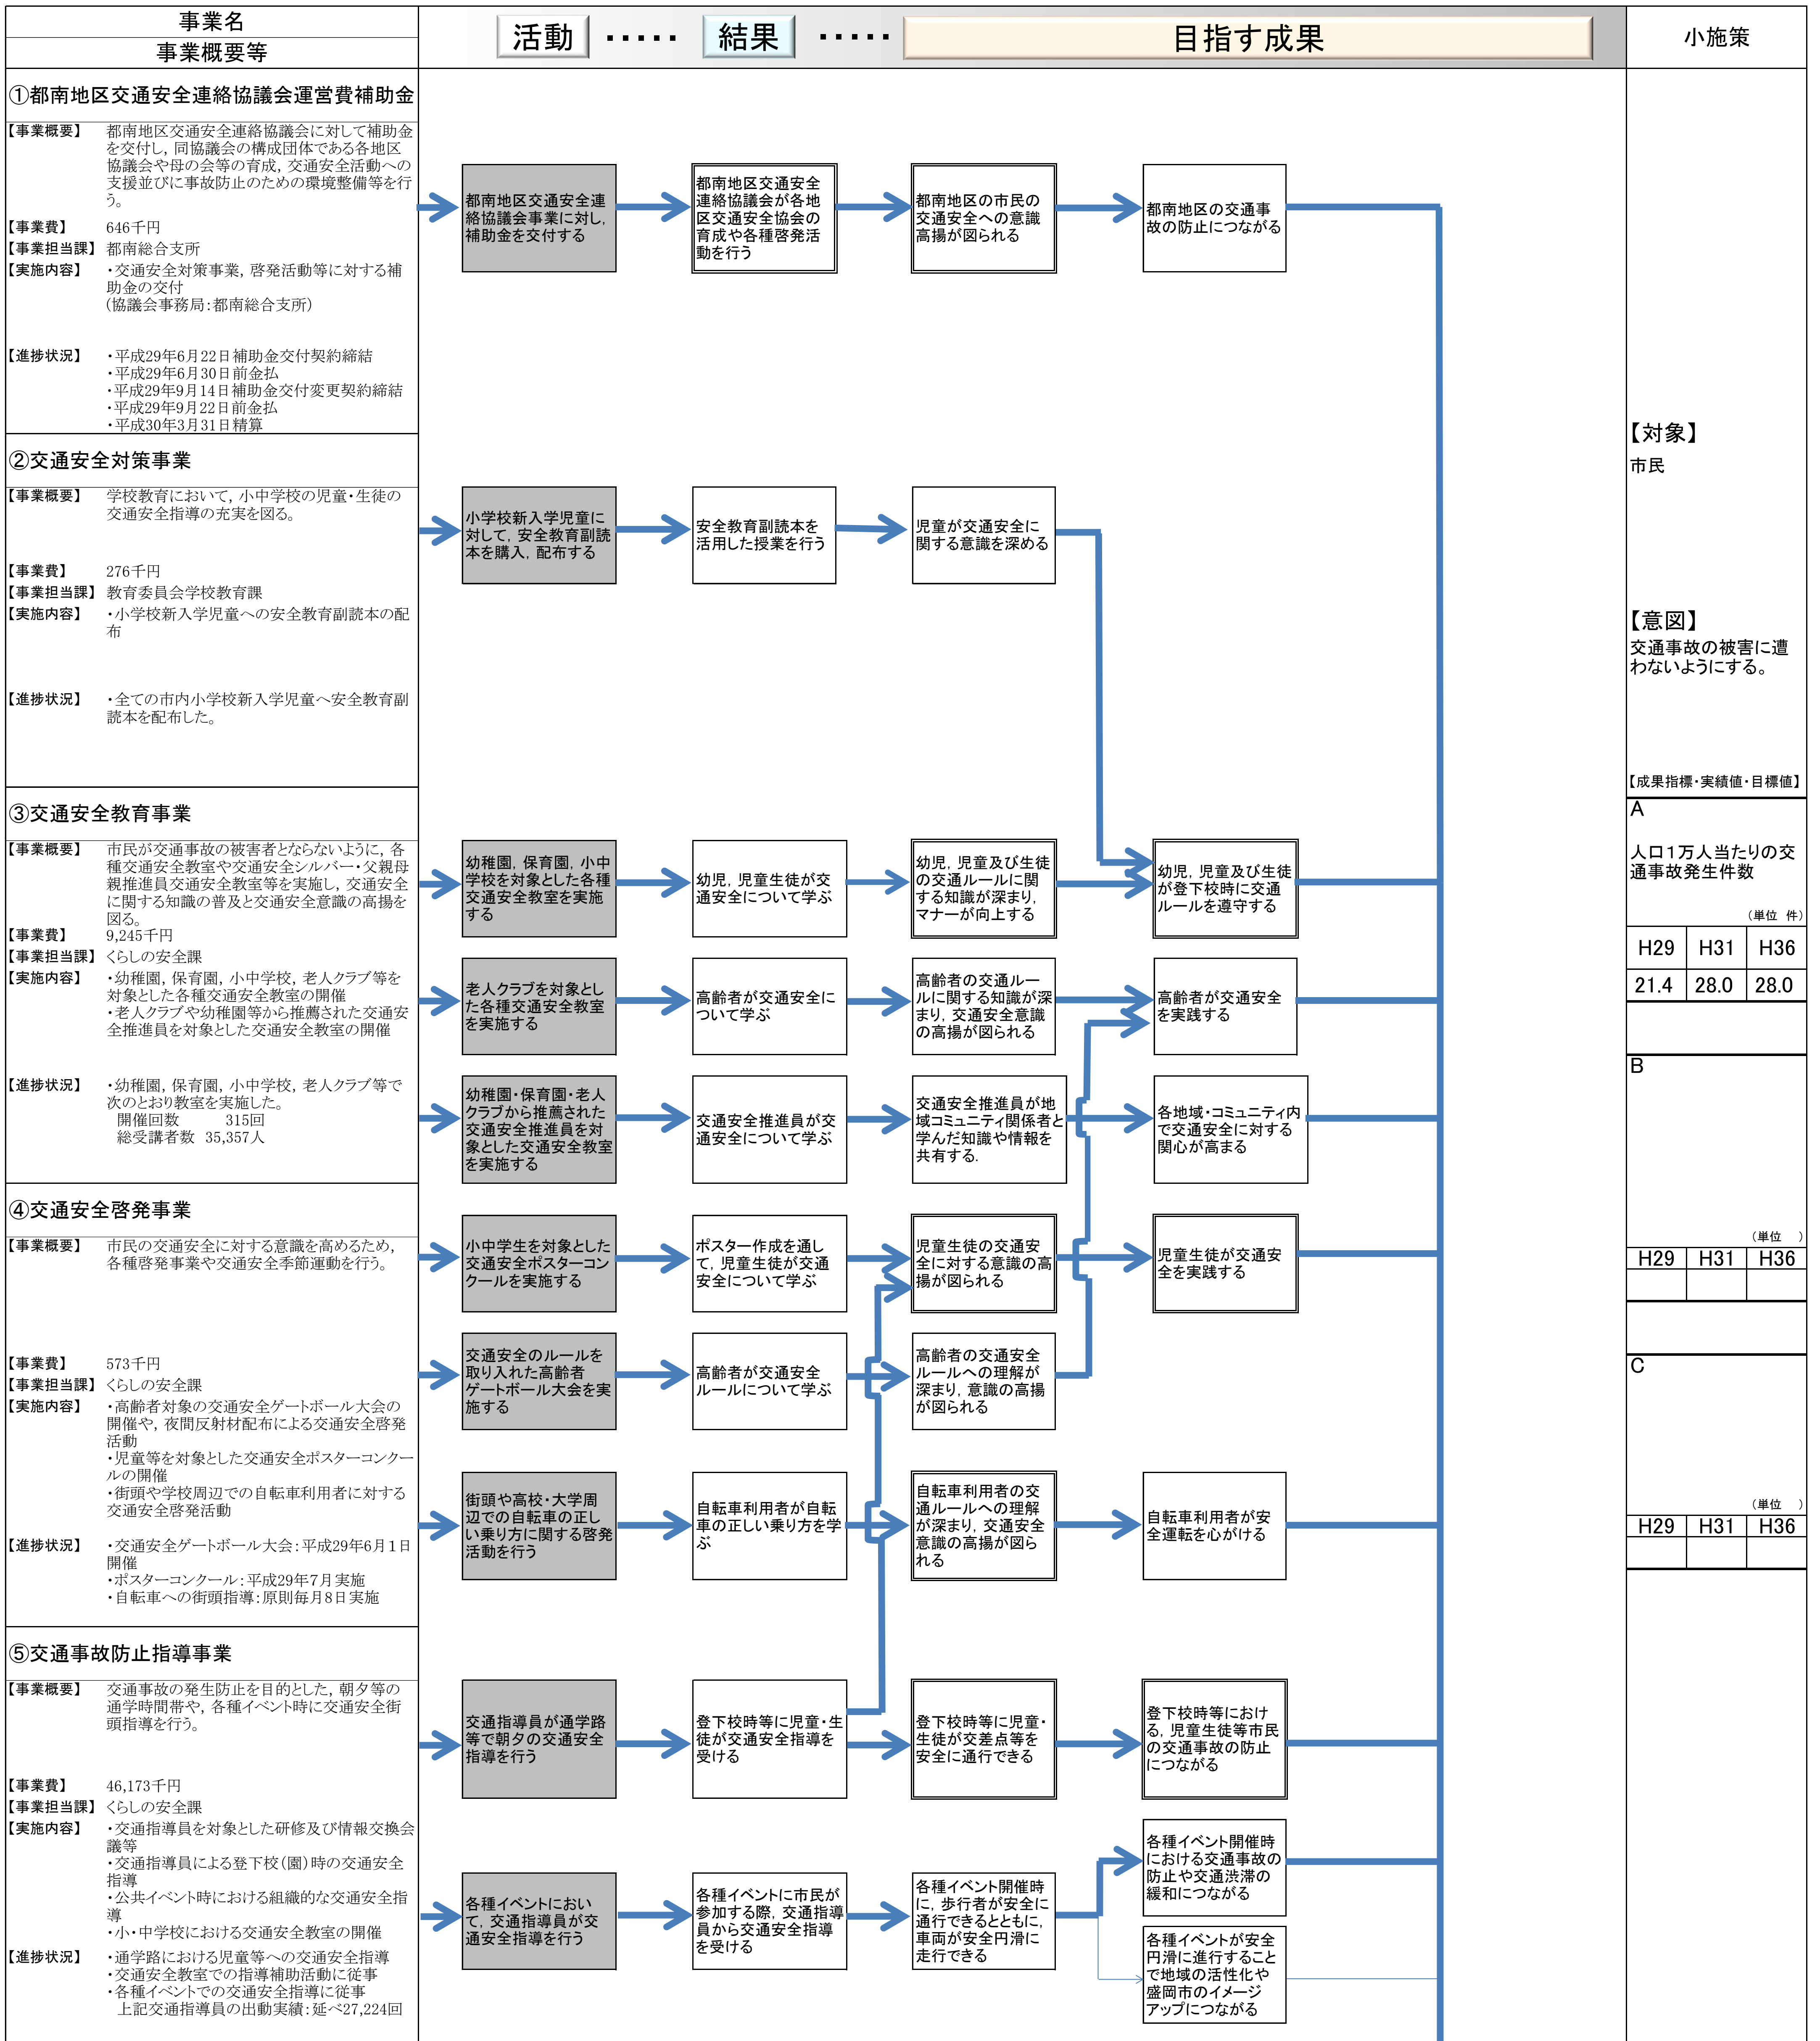 事業名
事業概要等
活動 ・・・・・ 結果 ・・・・・ 目指す成果
小施策
①都南地区交通安全連絡協議会運営費補助金
【事業概要】 都南地区交通安全連絡協議会に対して補助金
を交付し，同協議会の構成団体である各地区
協議会や母の会等の育成，交通安全活動への
支援並びに事故防止のための環境整備等を行
う。
【事業費】 646千円
【事業担当課】 都南総合支所
【実施内容】 ・交通安全対策事業，啓発活動等に対する補
助金の交付
（協議会事務局：都南総合支所）
【進捗状況】 ・平成29年6月22日補助金交付契約締結
・平成29年6月30日前金払
・平成29年9月14日補助金交付変更契約締結
・平成29年9月22日前金払
・平成30年3月31日精算
都南地区交通安全連
絡協議会事業に対し，
補助金を交付する
都南地区交通安全
連絡協議会が各地
区交通安全協会の
育成や各種啓発活
動を行う
都南地区の市民の
交通安全への意識
高揚が図られる
都南地区の交通事
故の防止につながる
②交通安全対策事業
【事業概要】 学校教育において，小中学校の児童・生徒の
交通安全指導の充実を図る。
【事業費】 276千円
【事業担当課】 教育委員会学校教育課
【実施内容】 ・小学校新入学児童への安全教育副読本の配
布
【進捗状況】 ・全ての市内小学校新入学児童へ安全教育副
読本を配布した。
小学校新入学児童に
対して，安全教育副読
本を購入，配布する
安全教育副読本を
活用した授業を行う
児童が交通安全に
関する意識を深める
③交通安全教育事業
【事業概要】 市民が交通事故の被害者とならないように，各
種交通安全教室や交通安全シルバー・父親母
親推進員交通安全教室等を実施し，交通安全
に関する知識の普及と交通安全意識の高揚を
図る。
【事業費】 9,245千円
【事業担当課】 くらしの安全課
【実施内容】 ・幼稚園，保育園，小中学校，老人クラブ等を
対象とした各種交通安全教室の開催
・老人クラブや幼稚園等から推薦された交通安
全推進員を対象とした交通安全教室の開催
【進捗状況】 ・幼稚園，保育園，小中学校，老人クラブ等で
次のとおり教室を実施した。
開催回数 315回
総受講者数 35,357人
幼稚園，保育園，小中
学校を対象とした各種
交通安全教室を実施
する
幼児，児童生徒が交
通安全について学ぶ
幼児，児童及び生徒
の交通ルールに関
する知識が深まり，
マナーが向上する
幼児，児童及び生徒
が登下校時に交通
ルールを遵守する
老人クラブを対象とし
た各種交通安全教室
を実施する
高齢者が交通安全に
ついて学ぶ
高齢者の交通ルー
ルに関する知識が深
まり，交通安全意識
の高揚が図られる
高齢者が交通安全
を実践する
幼稚園・保育園・老人
クラブから推薦された
交通安全推進員を対
象とした交通安全教室
を実施する
交通安全推進員が交
通安全について学ぶ
交通安全推進員が地
域コミュニティ関係者と
学んだ知識や情報を
共有する.
各地域・コミュニティ内
で交通安全に対する
関心が高まる
④交通安全啓発事業
【事業概要】 市民の交通安全に対する意識を高めるため，
各種啓発事業や交通安全季節運動を行う。
【事業費】 573千円
【事業担当課】 くらしの安全課
【実施内容】 ・高齢者対象の交通安全ゲートボール大会の
開催や，夜間反射材配布による交通安全啓発
活動
・児童等を対象とした交通安全ポスターコンクー
ルの開催
・街頭や学校周辺での自転車利用者に対する
交通安全啓発活動
【進捗状況】 ・交通安全ゲートボール大会：平成29年6月1日
開催
・ポスターコンクール：平成29年7月実施
・自転車への街頭指導：原則毎月8日実施
小中学生を対象とした
交通安全ポスターコン
クールを実施する
ポスター作成を通し
て，児童生徒が交通
安全について学ぶ
児童生徒の交通安
全に対する意識の高
揚が図られる
児童生徒が交通安
全を実践する
交通安全のルールを
取り入れた高齢者
ゲートボール大会を実
施する
高齢者が交通安全
ルールについて学ぶ
高齢者の交通安全
ルールへの理解が
深まり，意識の高揚
が図られる
街頭や高校・大学周
辺での自転車の正し
い乗り方に関する啓発
活動を行う
自転車利用者が自転
車の正しい乗り方を学
ぶ
自転車利用者の交
通ルールへの理解
が深まり，交通安全
意識の高揚が図ら
れる
自転車利用者が安
全運転を心がける
⑤交通事故防止指導事業
【事業概要】 交通事故の発生防止を目的とした，朝夕等の
通学時間帯や，各種イベント時に交通安全街
頭指導を行う。
【事業費】 46,173千円
【事業担当課】 くらしの安全課
【実施内容】 ・交通指導員を対象とした研修及び情報交換会
議等
・交通指導員による登下校（園）時の交通安全
指導
・公共イベント時における組織的な交通安全指
導
・小・中学校における交通安全教室の開催
【進捗状況】 ・通学路における児童等への交通安全指導
・交通安全教室での指導補助活動に従事
・各種イベントでの交通安全指導に従事
上記交通指導員の出動実績：延べ27,224回
交通指導員が通学路
等で朝夕の交通安全
指導を行う
登下校時等に児童・生
徒が交通安全指導を
受ける
登下校時等に児童・
生徒が交差点等を
安全に通行できる
登下校時等におけ
る，児童生徒等市民
の交通事故の防止
につながる
各種イベントにおい
て，交通指導員が交
通安全指導を行う
各種イベントに市民が
参加する際，交通指導
員から交通安全指導
を受ける
各種イベント開催時
に，歩行者が安全に
通行できるとともに，
車両が安全円滑に
走行できる
各種イベント開催時
における交通事故の
防止や交通渋滞の
緩和につながる
各種イベントが安全
円滑に進行すること
で地域の活性化や
盛岡市のイメージ
アップにつながる
【対象】
市民
【意図】
交通事故の被害に遭
わないようにする。
【成果指標・実績値・目標値】
A
人口１万人当たりの交
通事故発生件数
（単位 件）
H29 H31 H36
21.4 28.0 28.0
B
（単位 ）
H29 H31 H36
C
（単位 ）
H29 H31 H36